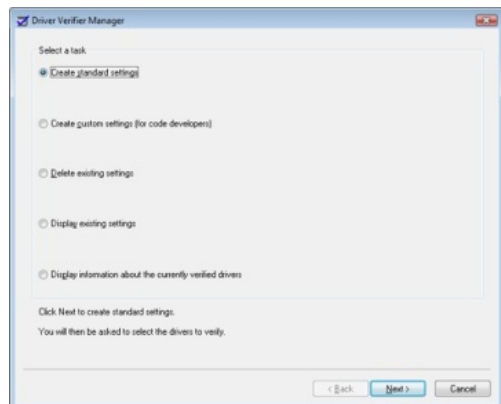 Driver Verifier Manager
Select a task
Create standard settings
Create custom settings (for code developers)
Delete existing settings
Display existing settings
Display information about the currently verified drivers
Click Next to create standard settings.
You will then be asked to select the drivers to verify.
< Back Next > Cancel